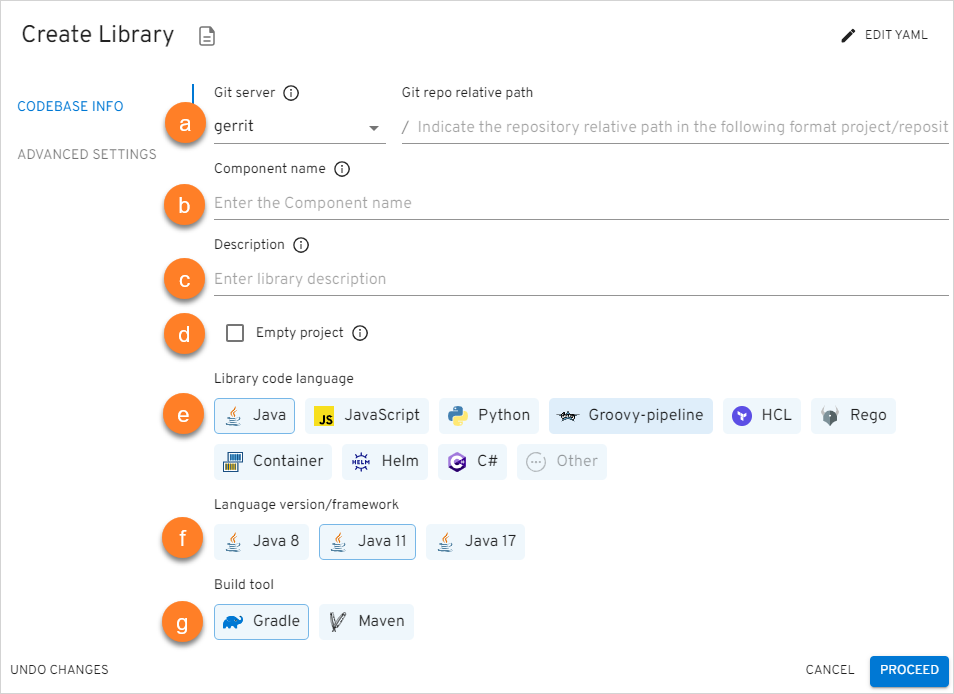 Create Library
EDIT YAML
CODEBASE INFO
ADVANCED SETTINGS
a
Git server
Git repo relative path
gerrit
/ Indicate the repository relative path in the following format project/reposit
b
Component name
Enter the Component name
c
Description
Enter library description
d
Empty project
e
Library code language
Java
JS JavaScript
Python
Groovy-pipeline
HCL
Rego
Container
HELM Helm
C#
Other
f
Language version/framework
Java 8
Java 11
Java 17
g
Build tool
Gradle
Maven
UNDO CHANGES
CANCEL
PROCEED